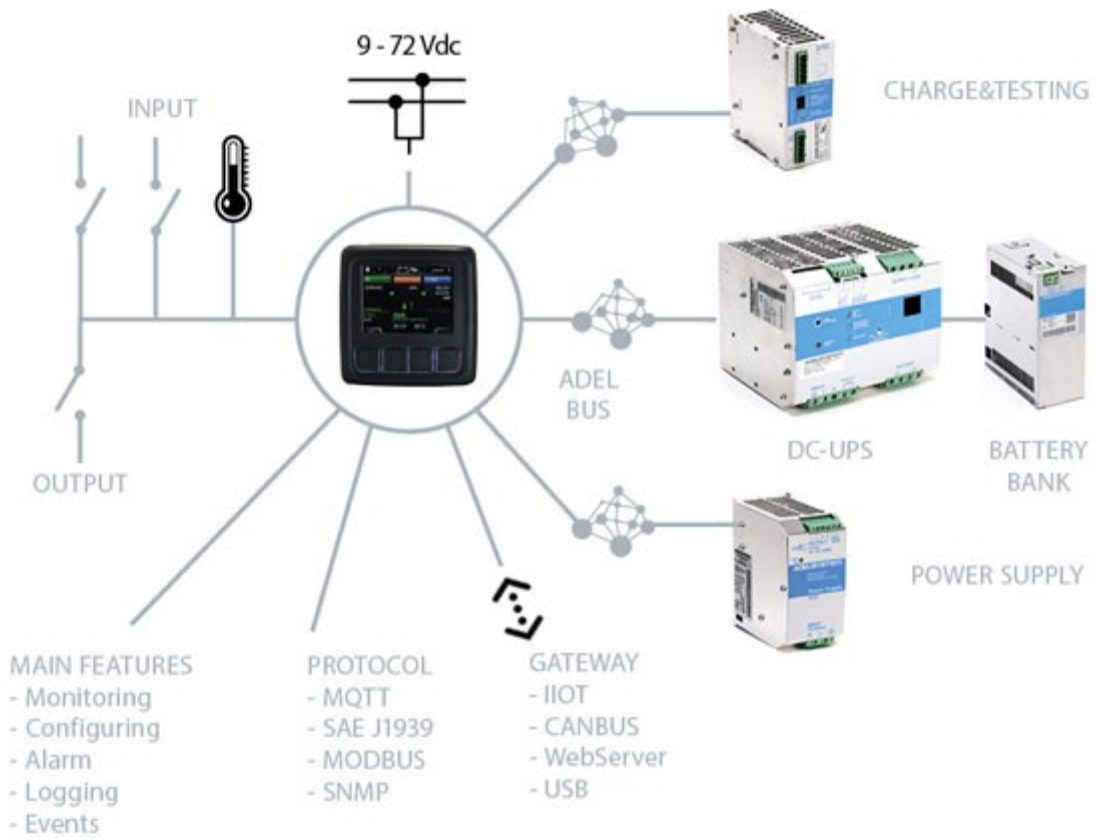 9 - 72 Vdc
INPUT
CHARGE&TESTING
ADEL
BUS
DC-UPS
BATTERY
BANK
OUTPUT
POWER SUPPLY
MAIN FEATURES
- Monitoring
- Configuring
- Alarm
- Logging
- Events
PROTOCOL
- MQTT
- SAE J1939
- MODBUS
- SNMP
GATEWAY
- IIOT
- CANBUS
- WebServer
- USB